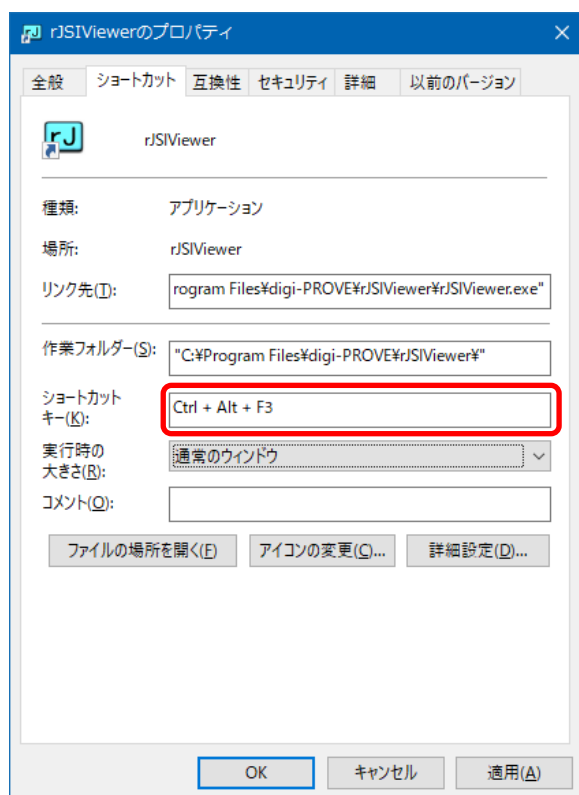 rJSIViewerのプロパティ
全般 ショートカット 互換性 セキュリティ 詳細 以前のバージョン
rJ
rJSIViewer
種類: アプリケーション
場所: rJSIViewer
リンク先(T): rogram Files¥digi-PROVE¥rJSIViewer¥rJSIViewer.exe"
作業フォルダー(S): "C:¥Program Files¥digi-PROVE¥rJSIViewer¥"
ショートカット
キー(K): Ctrl + Alt + F3
実行時の
大きさ(R): 通常のウィンドウ
コメント(O):
ファイルの場所を開く(F) アイコンの変更(C)... 詳細設定(D)...
OK キャンセル 適用(A)